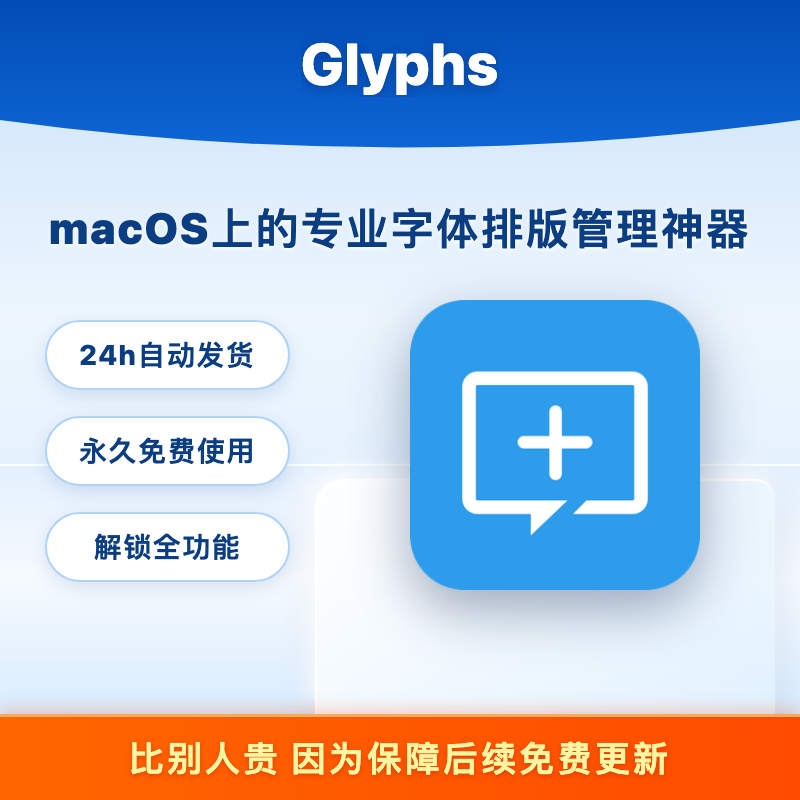 Glyphs
macOS上的专业字体排版管理神器
24h自动发货
永久免费使用
解锁全功能
比别人贵 因为保障后续免费更新